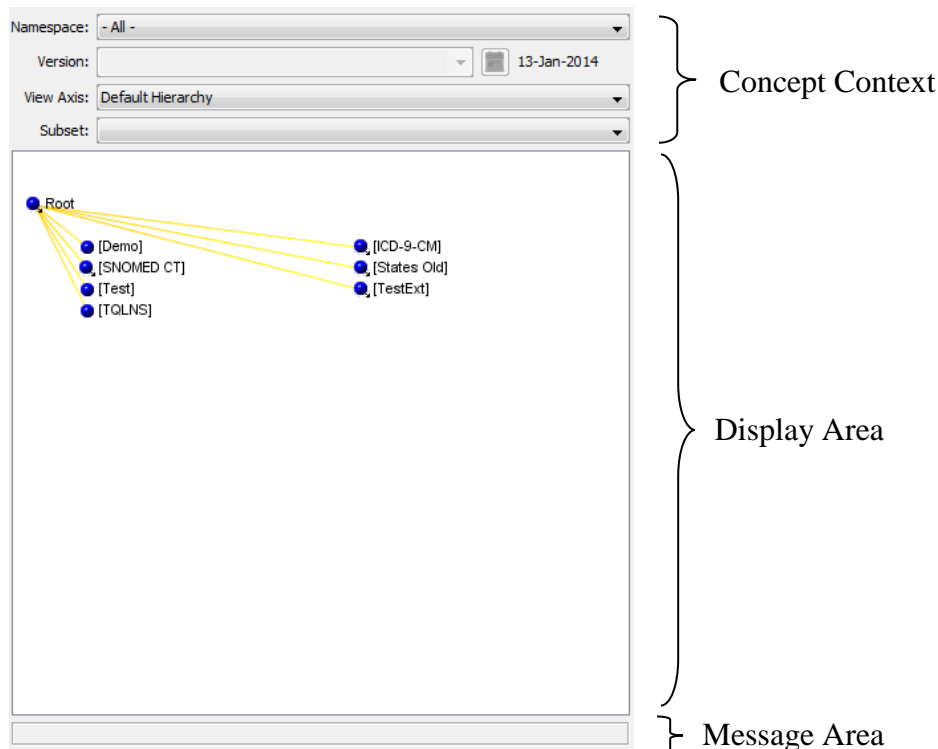 Namespace: - All -
Version: 13-Jan-2014
View Axis: Default Hierarchy
Subset:
Concept Context
Root
[Demo] [ICD-9-CM]
[SNOMED CT] [States Old]
[Test] [TestExt]
[TQLNS]
Display Area
Message Area